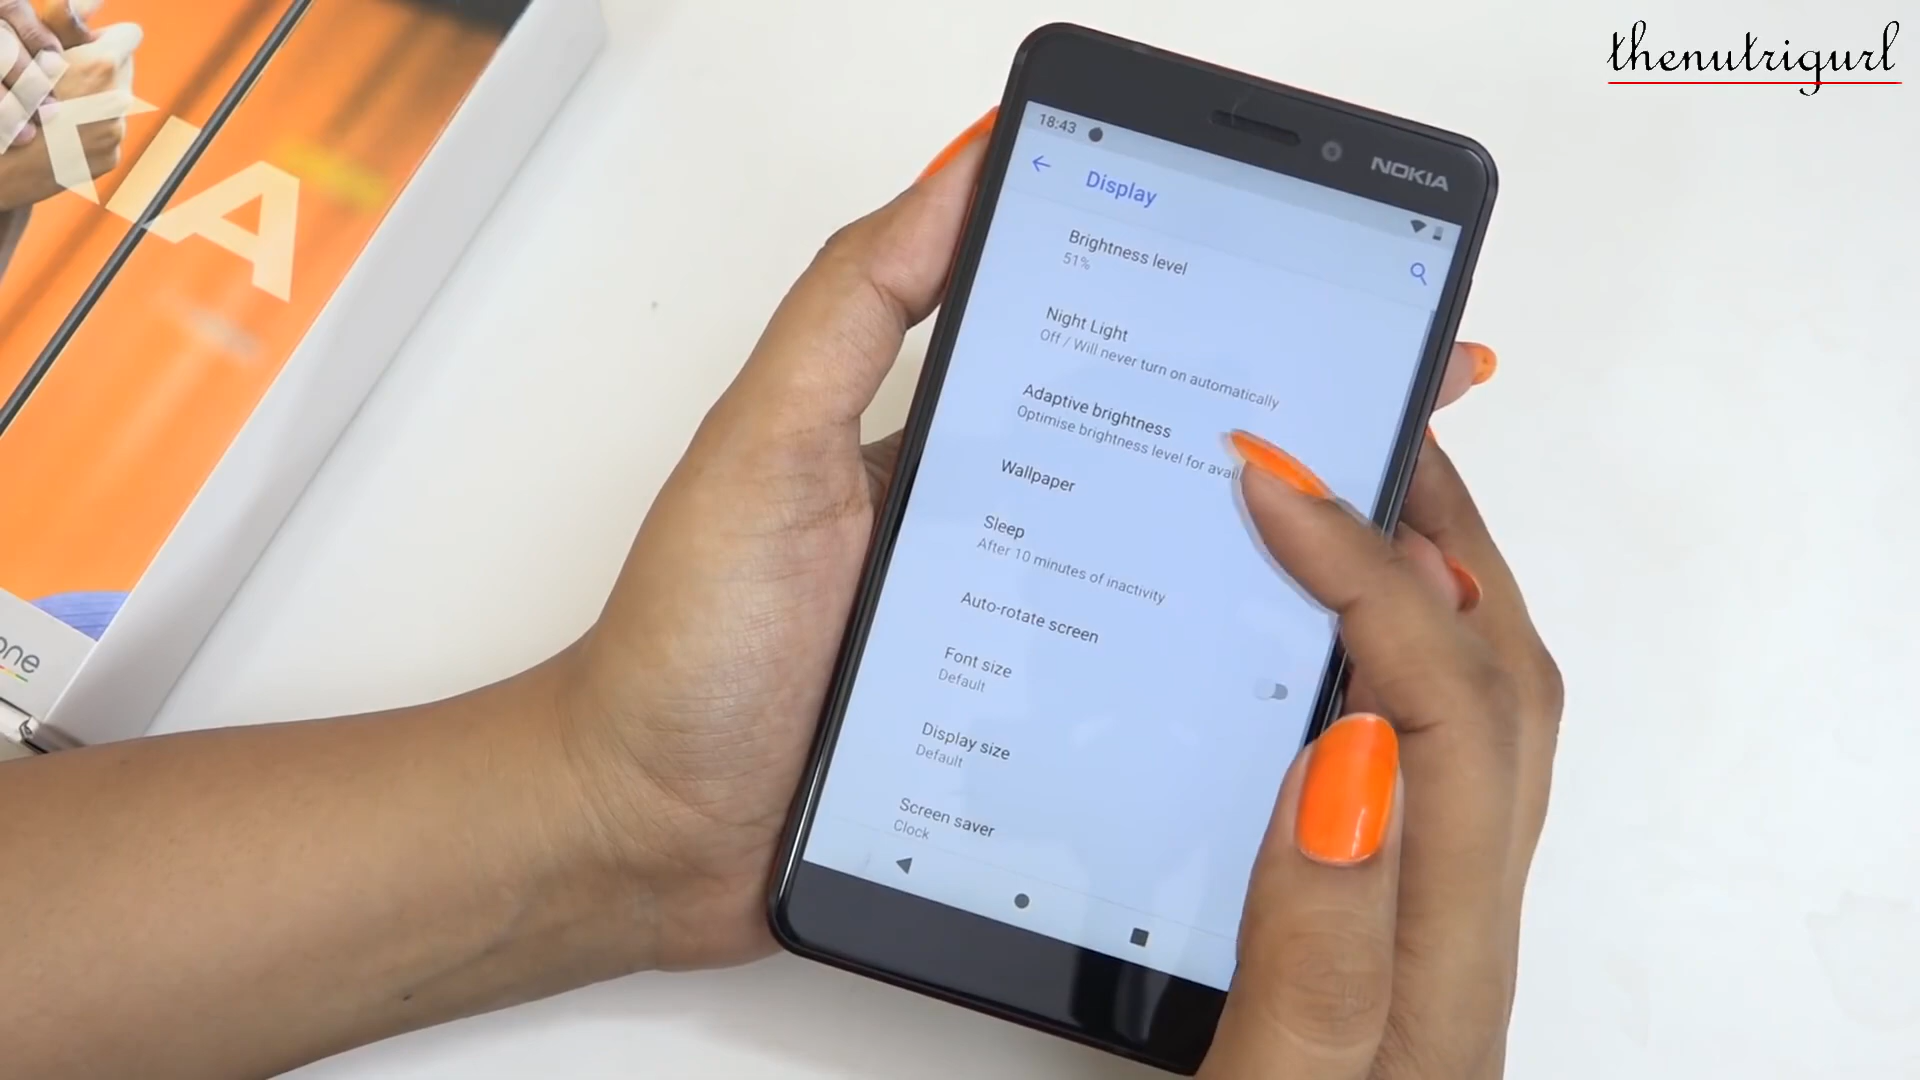 thenutrigurl
KIA
one
NOKIA
18:43
Display
Brightness level
51%
Night Light
Off / Will never turn on automatically
Adaptive brightness
Optimise brightness level for avail
Wallpaper
Sleep
After 10 minutes of inactivity
Auto-rotate screen
Font size
Default
Display size
Default
Screen saver
Clock